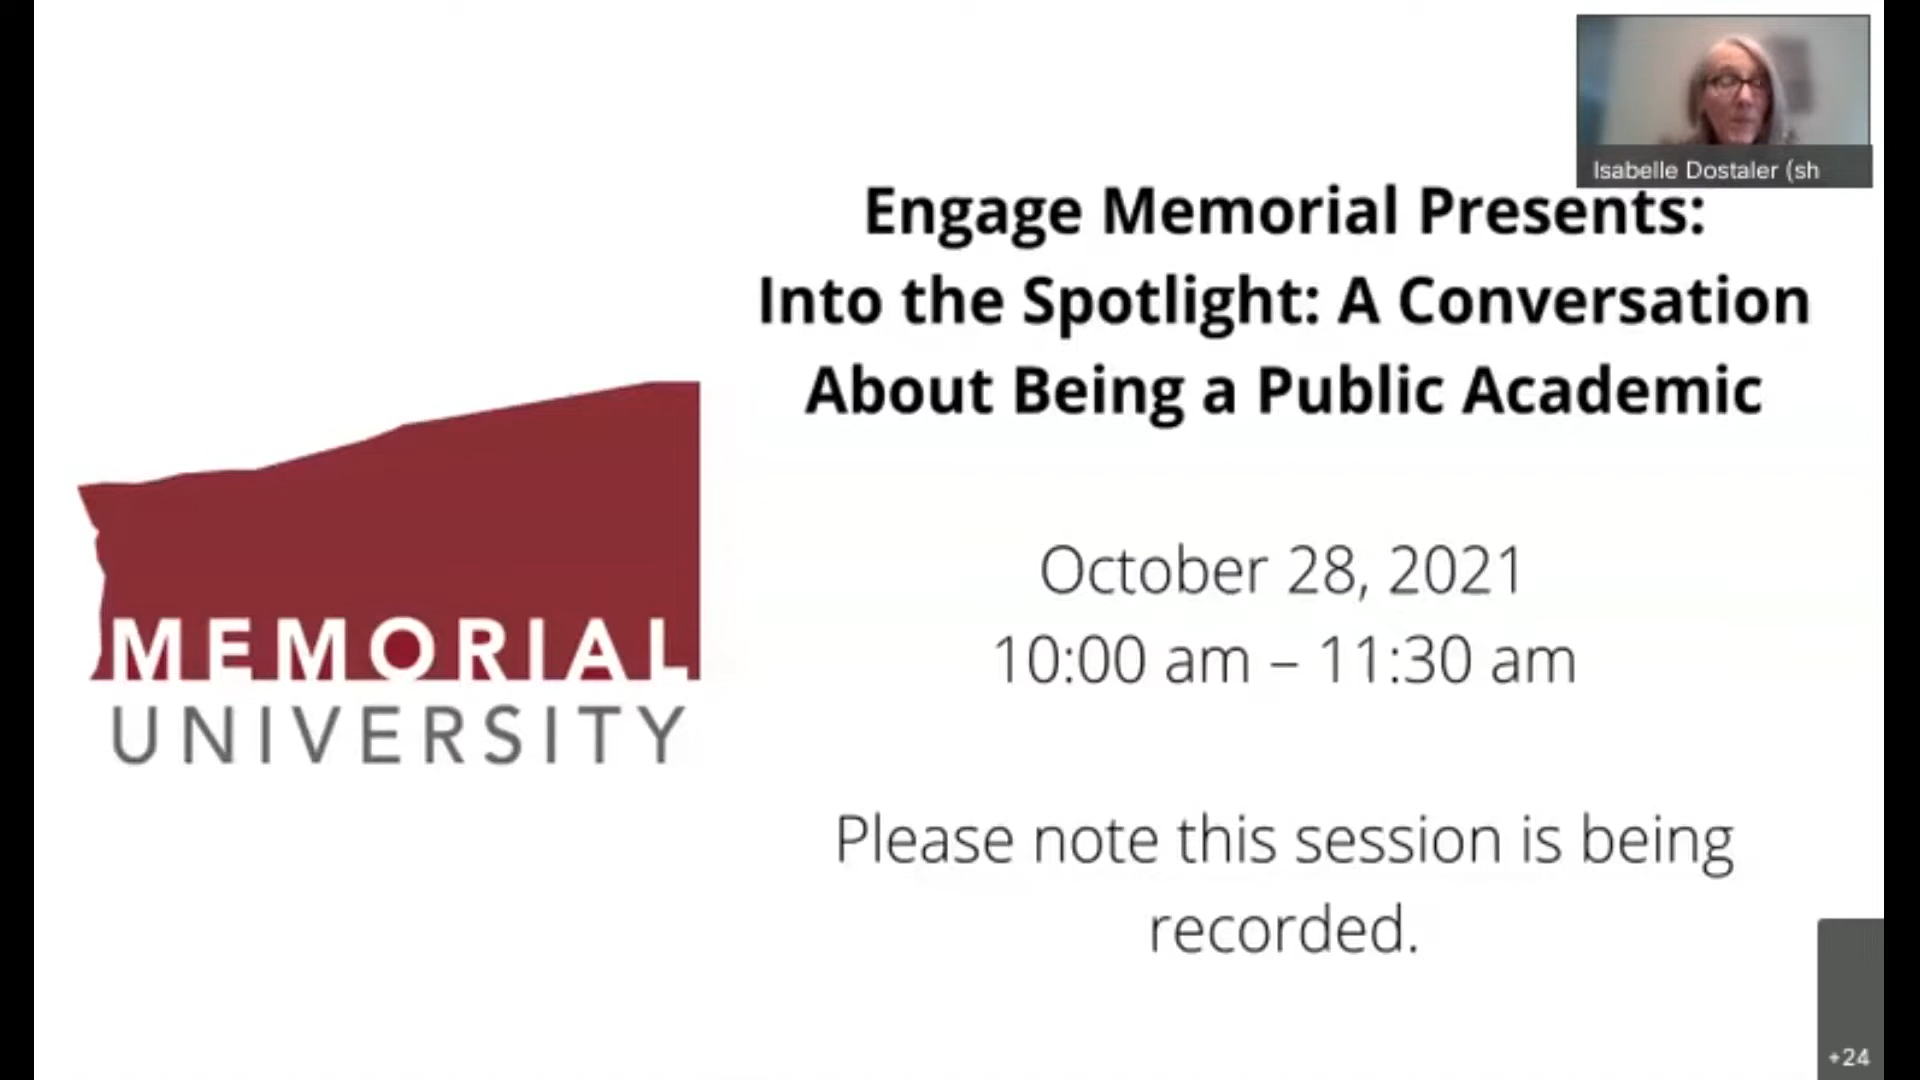 Isabelle Dostaler (sh
Engage Memorial Presents:
Into the Spotlight: A Conversation
About Being a Public Academic
MEMORIAL
UNIVERSITY
October 28, 2021
10:00 am – 11:30 am
Please note this session is being
recorded.
+24